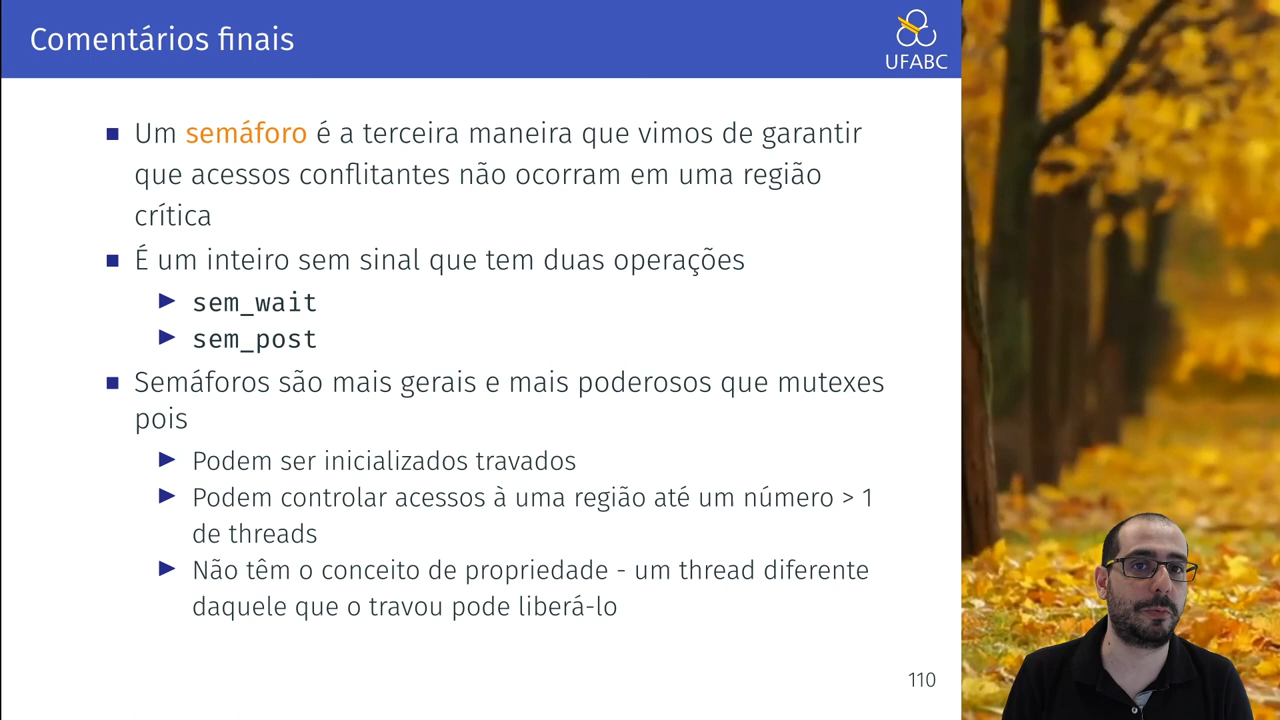 Comentários finais
UFABC
Um semáforo é a terceira maneira que vimos de garantir
que acessos conflitantes não ocorram em uma região
crítica
É um inteiro sem sinal que tem duas operações
sem_wait
sem_post
Semáforos são mais gerais e mais poderosos que mutexes
pois
Podem ser inicializados travados
Podem controlar acessos à uma região até um número > 1
de threads
Não têm o conceito de propriedade - um thread diferente
daquele que o travou pode liberá-lo
110